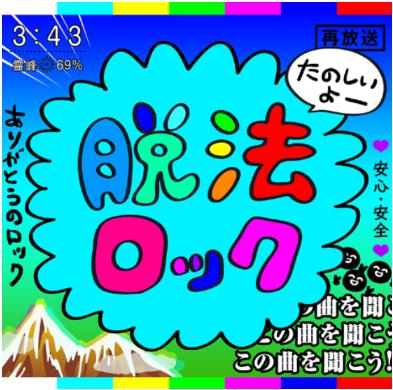 3:43
霊峰 69%
再放送
たのしい
よー
脱法
ロック
ありがとうのロック
安心・安全
の曲を聞こ
この曲を聞こう
この曲を聞こう!